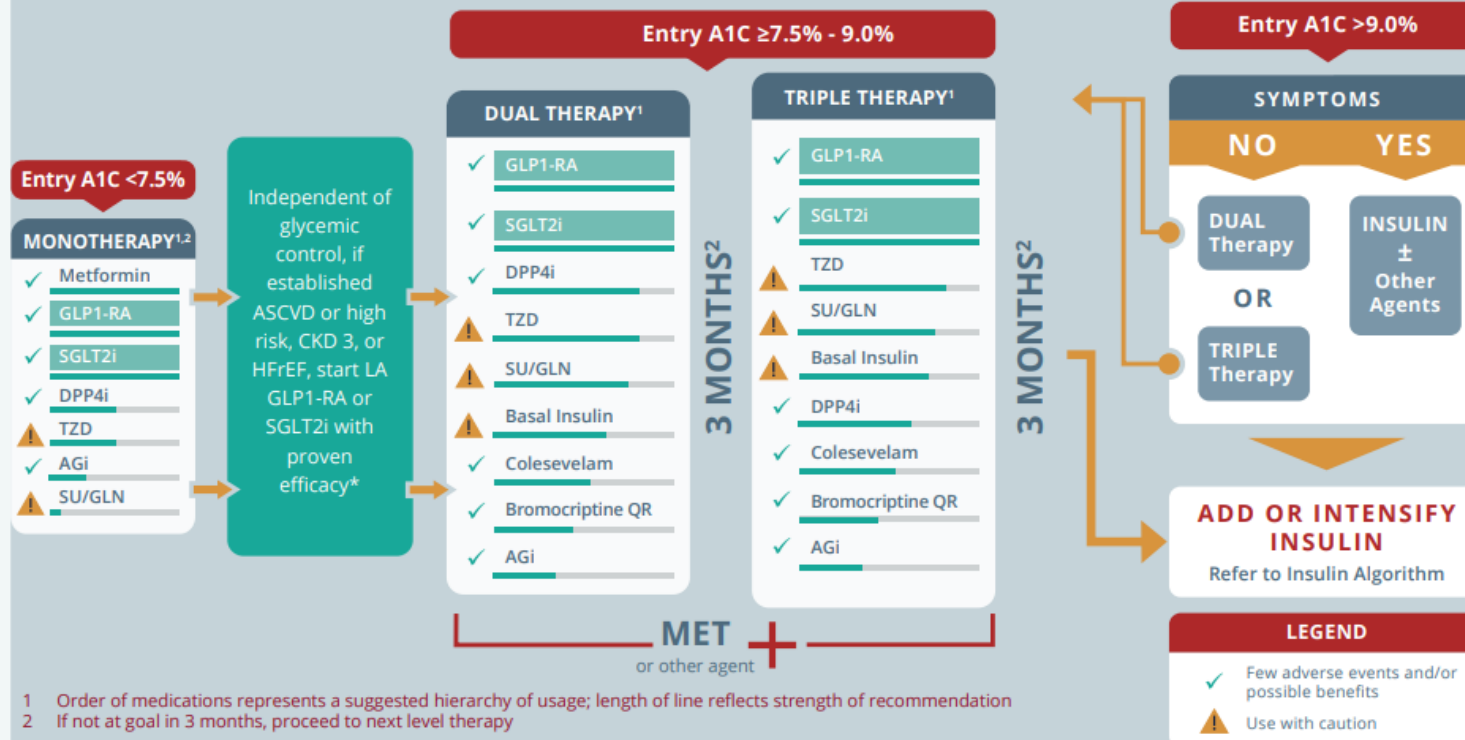 Entry A1C <7.5%
MONOTHERAPY¹,²
Metformin
GLP1-RA
SGLT2i
DPP4i
TZD
AGi
SU/GLN
Independent of
glycemic
control, if
established
ASCVD or high
risk, CKD 3, or
HFrEF, start LA
GLP1-RA or
SGLT2i with
proven
efficacy*
Entry A1C ≥7.5% - 9.0%
DUAL THERAPY¹
GLP1-RA
SGLT2i
DPP4i
TZD
SU/GLN
Basal Insulin
Colesevelam
Bromocriptine QR
AGi
3 MONTHS²
TRIPLE THERAPY¹
GLP1-RA
SGLT2i
TZD
SU/GLN
Basal Insulin
DPP4i
Colesevelam
Bromocriptine QR
AGi
3 MONTHS²
MET
or other agent
Entry A1C >9.0%
SYMPTOMS
NO YES
DUAL
Therapy
OR
TRIPLE
Therapy
INSULIN
±
Other
Agents
ADD OR INTENSIFY
INSULIN
Refer to Insulin Algorithm
LEGEND
Few adverse events and/or
possible benefits
Use with caution
1 Order of medications represents a suggested hierarchy of usage; length of line reflects strength of recommendation
2 If not at goal in 3 months, proceed to next level therapy